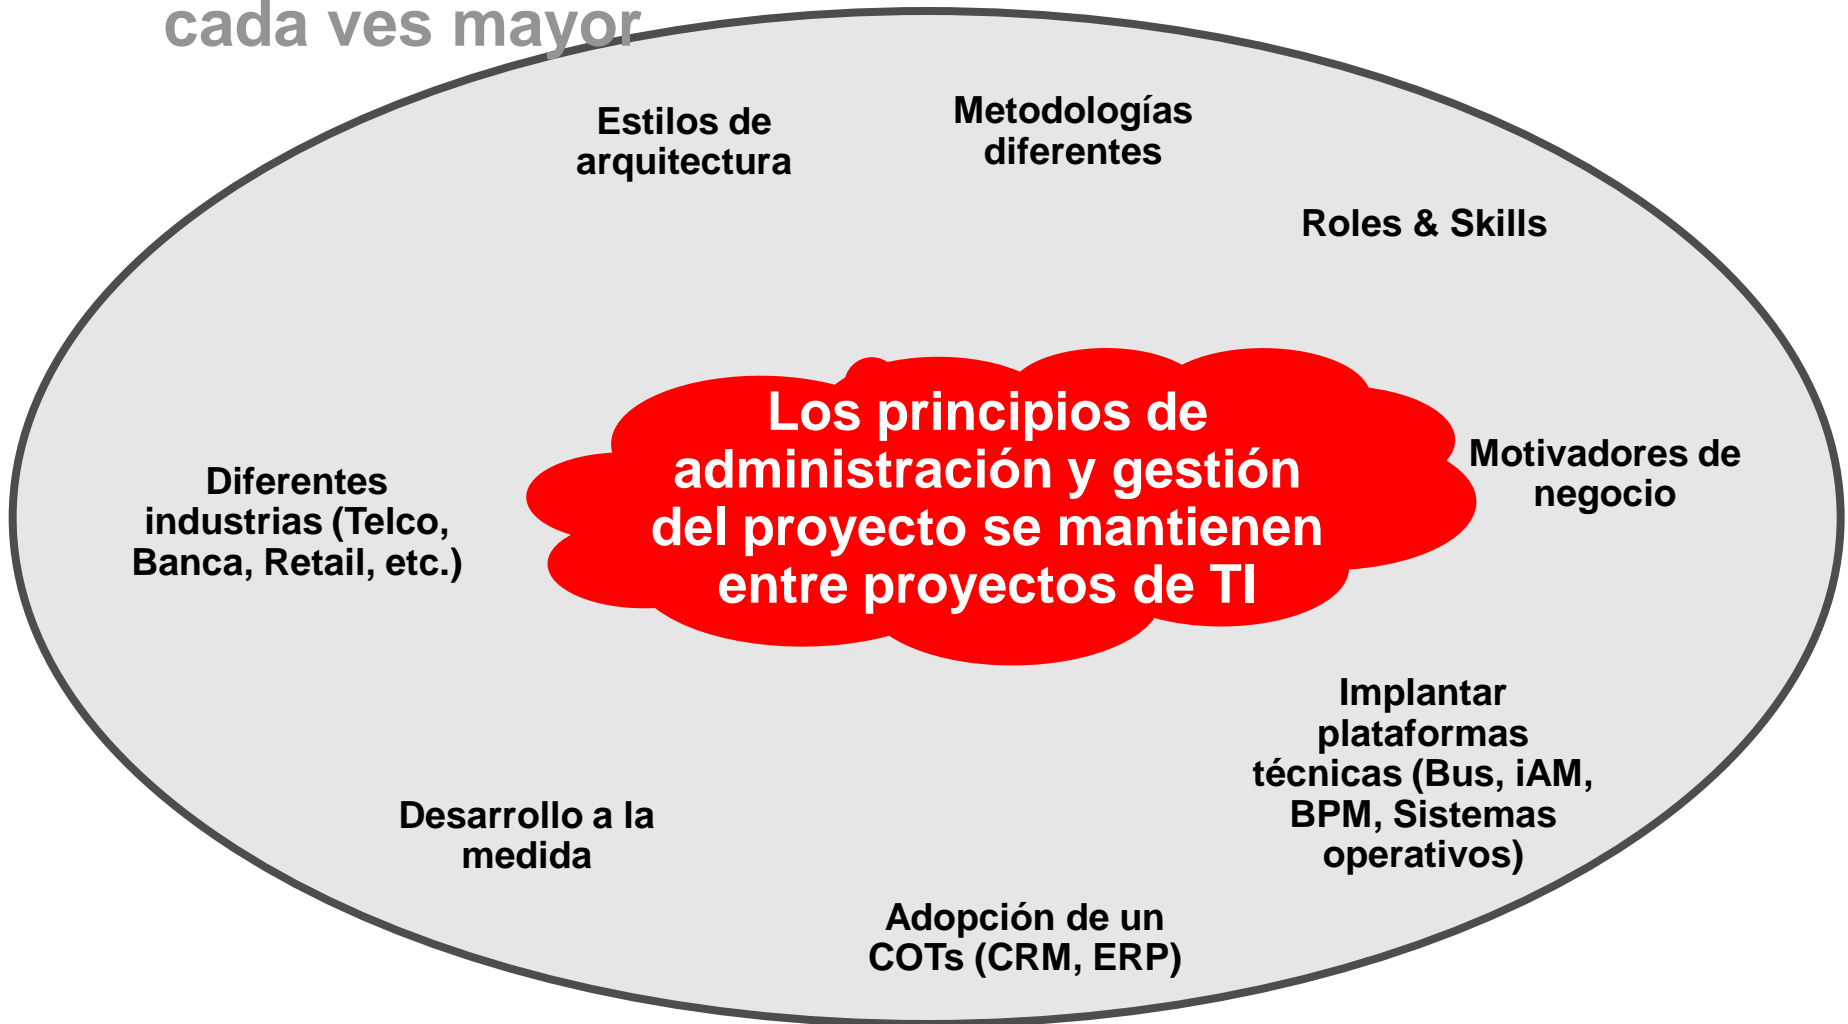 cada ves mayor
Estilos de
arquitectura
Metodologías
diferentes
Roles & Skills
Los principios de
administración y gestión
del proyecto se mantienen
entre proyectos de TI
Motivadores de
negocio
Diferentes
industrias (Telco,
Banca, Retail, etc.)
Implantar
plataformas
técnicas (Bus, iAM,
BPM, Sistemas
operativos)
Desarrollo a la
medida
Adopción de un
COTs (CRM, ERP)